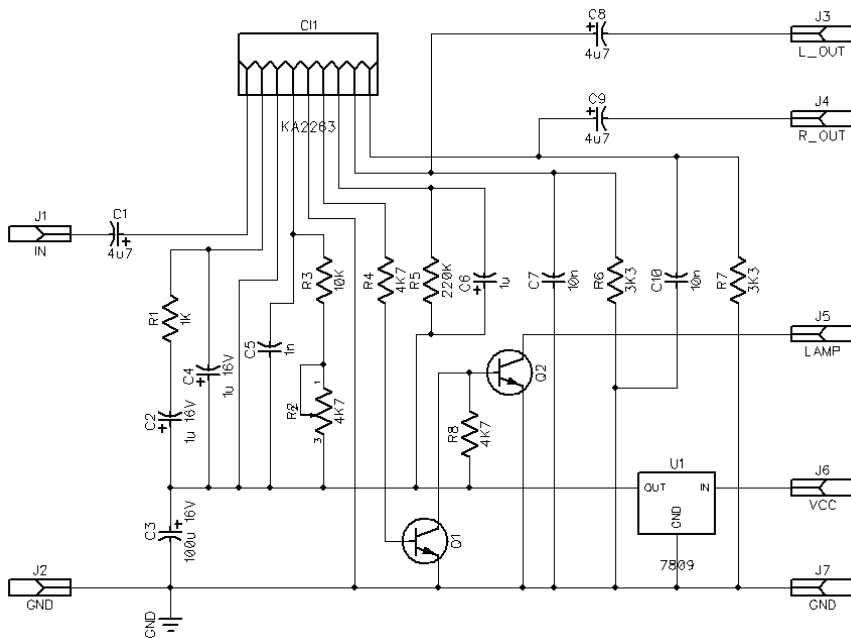 CI1
KA2263
C8
4u7
J3
L_OUT
C9
4u7
J4
R_OUT
J1
IN
C1
4u7
R1
1K
C4
1u 16V
C2
1u 16V
C5
1n
R3
10K
R2
1
4K7
3
R4
4K7
R5
220K
C6
1u
C7
10n
R6
3K3
C10
10n
R7
3K3
J5
LAMP
Q2
R8
4K7
Q1
U1
OUT
IN
GND
7809
J6
VCC
C3
100u 16V
J2
GND
GND
J7
GND